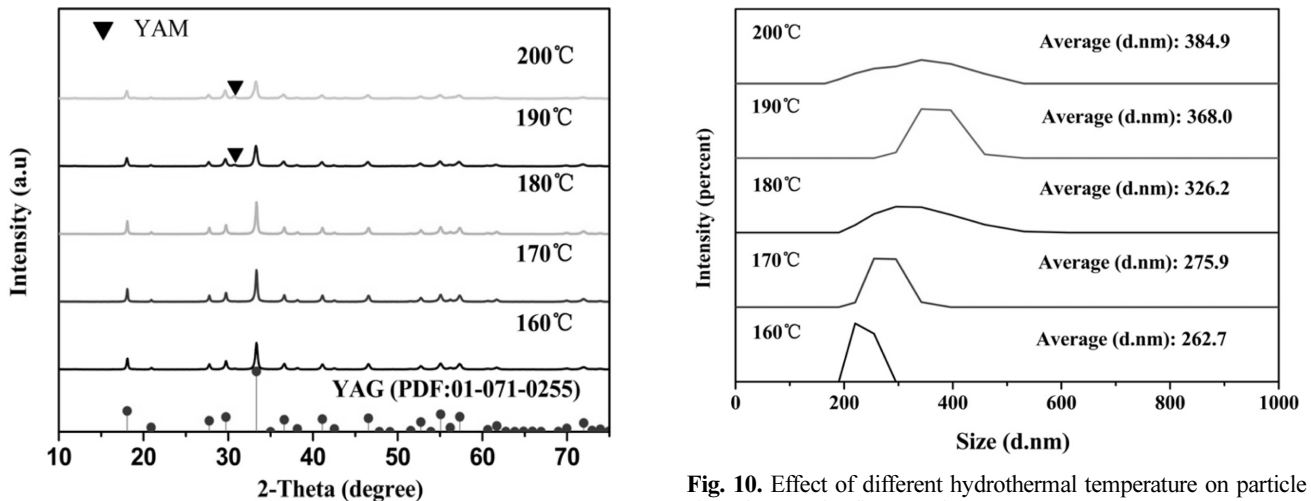 YAM
200℃
190℃
180℃
170℃
160℃
YAG (PDF:01-071-0255)
Intensity (a.u)
10 20 30 40 50 60 70
2-Theta (degree)
200℃ Average (d.nm): 384.9
190℃ Average (d.nm): 368.0
180℃ Average (d.nm): 326.2
170℃ Average (d.nm): 275.9
160℃ Average (d.nm): 262.7
Intensity (percent)
0 200 400 600 800 1000
Size (d.nm)
Fig. 10. Effect of different hydrothermal temperature on particle